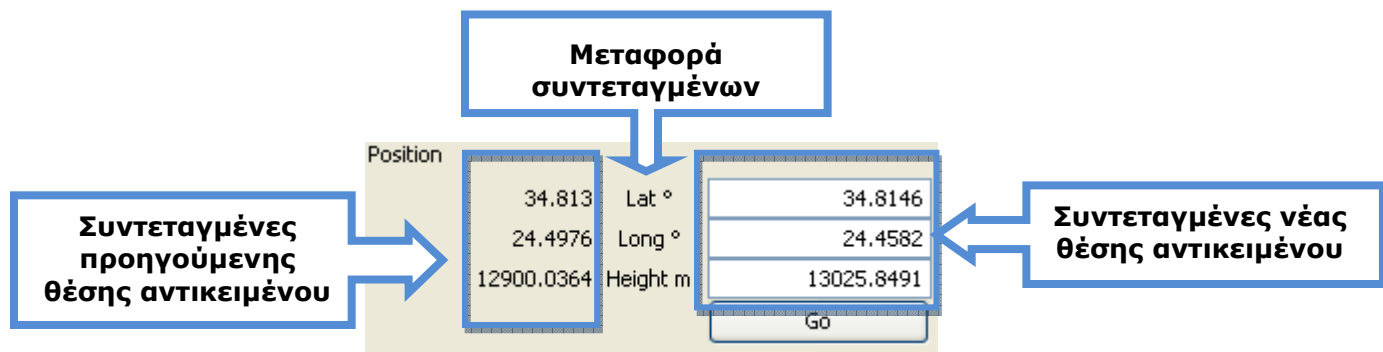 Μεταφορά
συντεταγμένων
Position
34.813 Lat ° 34.8146
24.4976 Long ° 24.4582
12900.0364 Height m 13025.8491
Go
Συντεταγμένες
προηγούμενης
θέσης αντικειμένου
Συντεταγμένες νέας
θέσης αντικειμένου